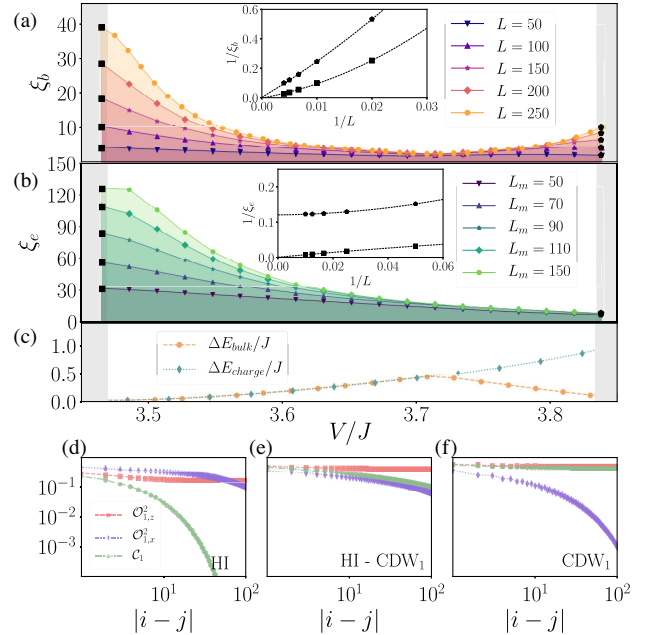 (a)
ξ_b
40
30
20
10
0
1/ξ_b
0.6
0.4
0.2
0.0
0.00 0.01 0.02 0.03
1/L
L = 50
L = 100
L = 150
L = 200
L = 250
(b)
ξ_e
150
120
90
60
30
0
1/ξ_e
0.4
0.2
0.0
0.00 0.02 0.04 0.06
1/L
L_m = 50
L_m = 70
L_m = 90
L_m = 110
L_m = 150
(c)
1.0
0.5
0.0
ΔE_{bulk}/J
ΔE_{charge}/J
3.5 3.6 3.7 3.8
V/J
(d) (e) (f)
10^{-1}
10^{-2}
10^{-3}
O^2_{1,z}
O^2_{1,x}
C_1
HI
HI - CDW_1
CDW_1
10^1 10^2 10^1 10^2 10^1 10^2
|i − j| |i − j| |i − j|